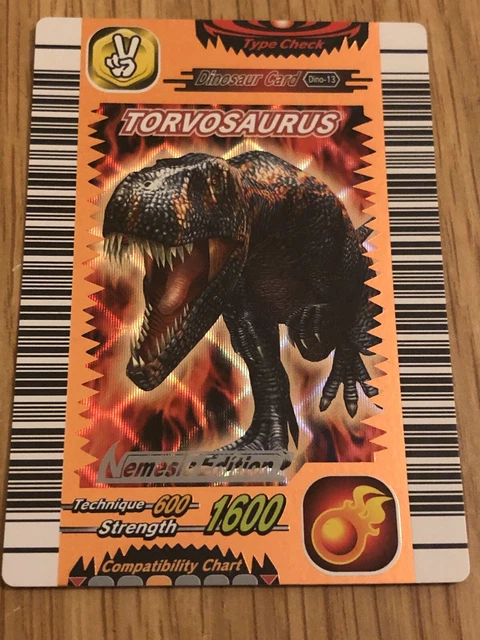 Type Check
Dinosaur Card Dino-13
TORVOSAURUS
Nemesis Edition
Technique 600
Strength 1600
Compatibility Chart